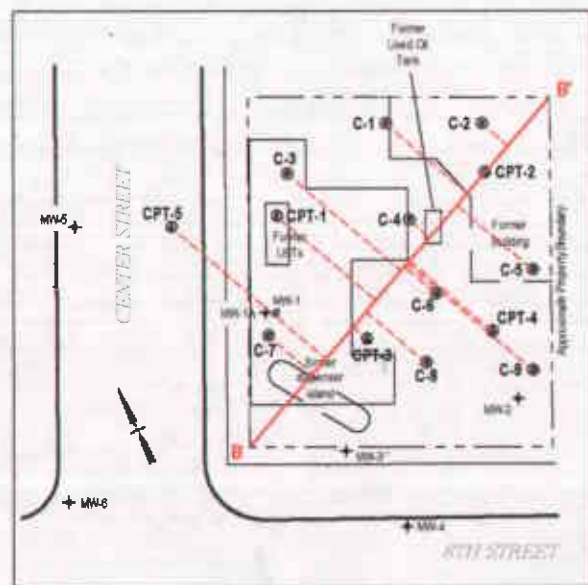 Former
Used Oil
Tank
B'
C-1
C-2
CPT-2
C-3
CENTER STREET
MW-5
CPT-5
CPT-1
Former
USTs
C-4
Former
Building
Approximate Property Boundary
C-5
C-6
MW-1
MW-1A
CPT-4
C-7
CPT-3
Former
dispenser
island
MW-2
B
MW-3
MW-6
MW-4
8TH STREET